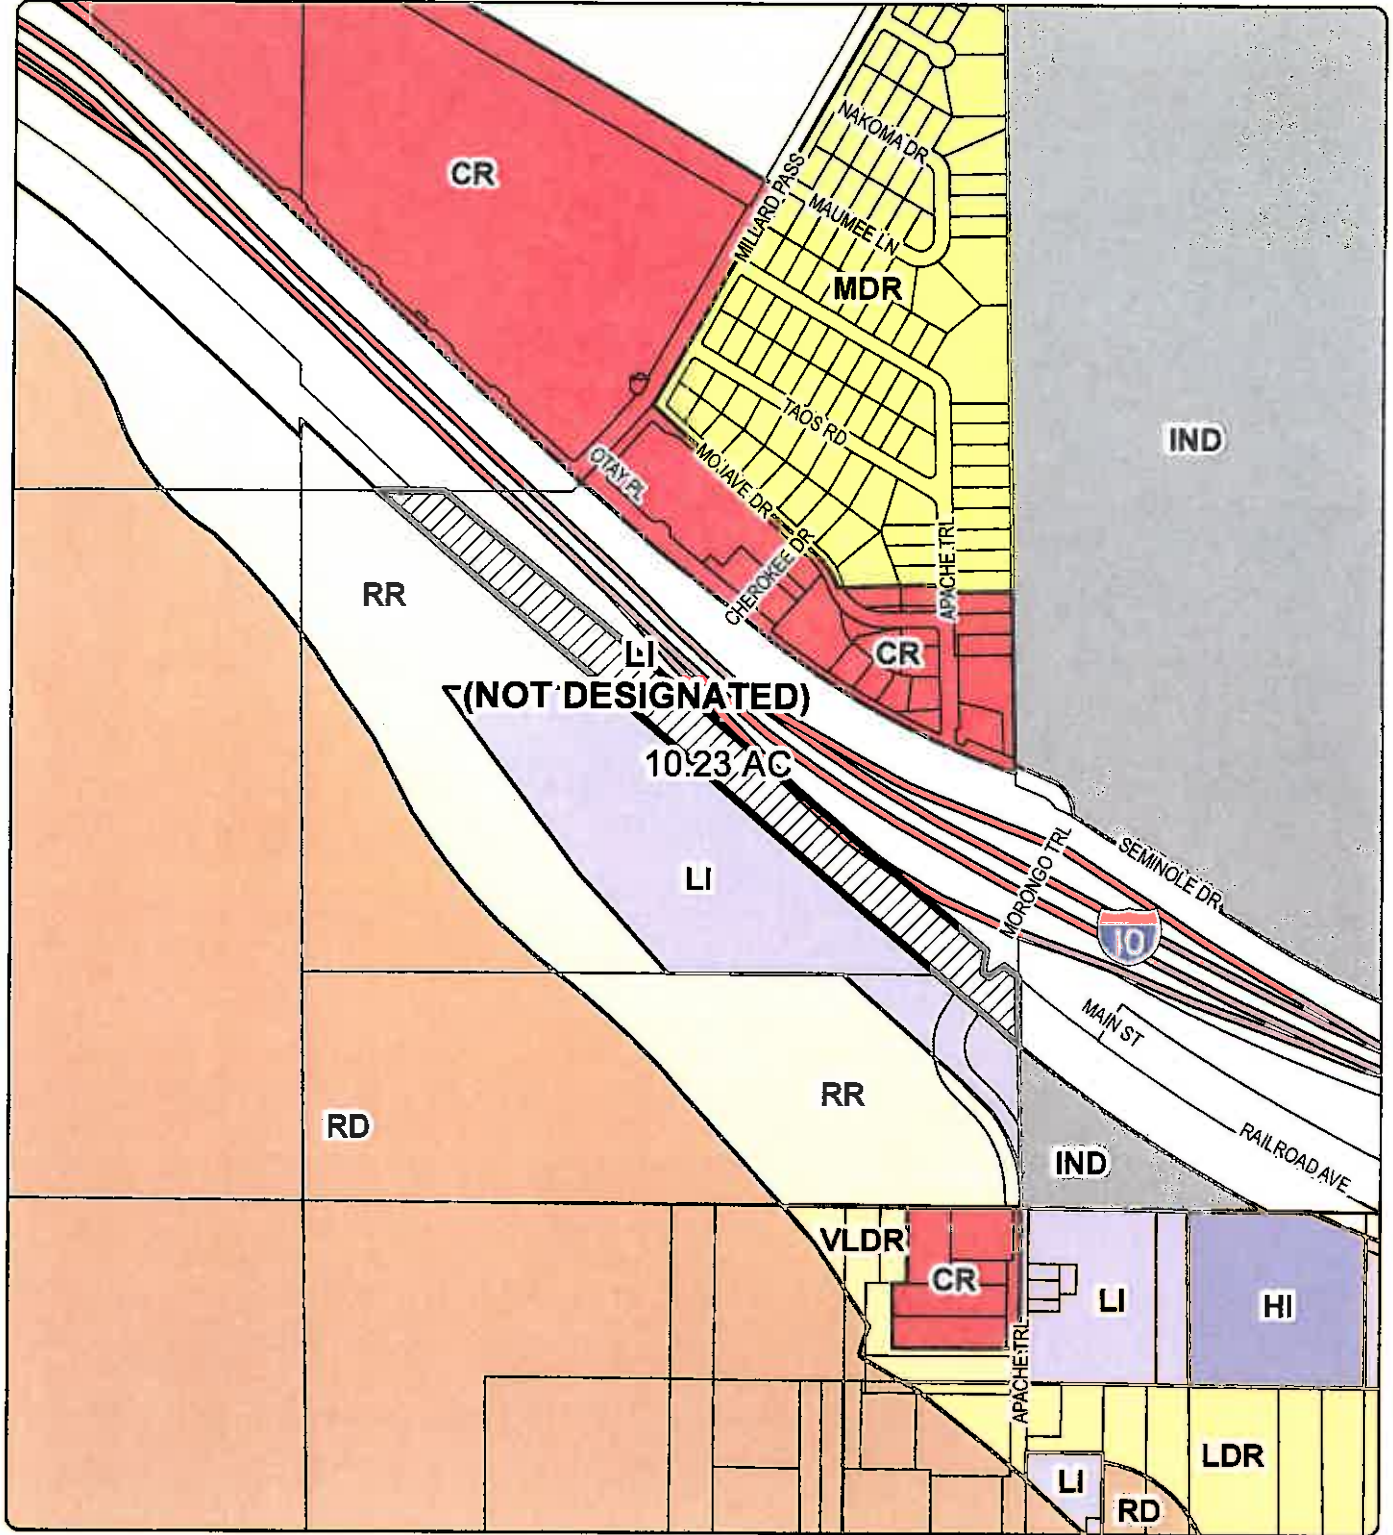 NAKOMA DR
CR
MILLARD PASS
MAUMEE LN
MDR
TAOS RD
IND
OTAY PL
MOJAVE DR
CHEROKEE DR
APACHE TRL
RR
LI
(NOT DESIGNATED)
CR
10.23 AC
LI
MORONGO TRL
SEMINOLE DR
10
MAIN ST
RR
RD
RAILROAD AVE
IND
VLDR
CR
LI
HI
APACHE TRL
LDR
LI
RD